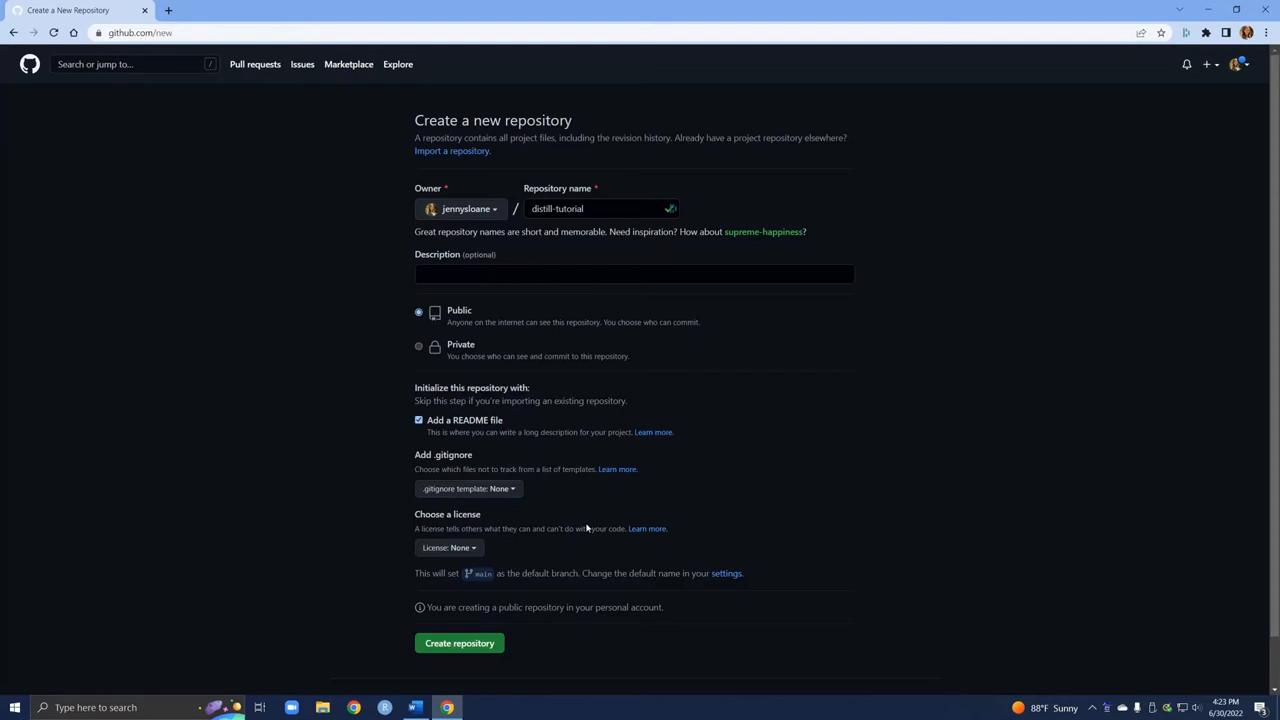 Create a New Repository
github.com/new
Search or jump to... /
Pull requests Issues Marketplace Explore
Create a new repository
A repository contains all project files, including the revision history. Already have a project repository elsewhere?
Import a repository.
Owner * Repository name *
jennysloane / distill-tutorial
Great repository names are short and memorable. Need inspiration? How about supreme-happiness?
Description (optional)
Public
Anyone on the internet can see this repository. You choose who can commit.
Private
You choose who can see and commit to this repository.
Initialize this repository with:
Skip this step if you're importing an existing repository.
Add a README file
This is where you can write a long description for your project. Learn more.
Add .gitignore
Choose which files not to track from a list of templates. Learn more.
.gitignore template: None
Choose a license
A license tells others what they can and can't do with your code. Learn more.
License: None
This will set main as the default branch. Change the default name in your settings.
You are creating a public repository in your personal account.
Create repository
Type here to search
88°F Sunny
4:23 PM
6/30/2022
3